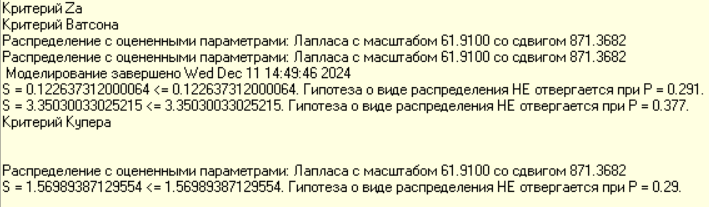 Критерий Za
Критерий Ватсона
Распределение с оцененными параметрами: Лапласа с масштабом 61.9100 со сдвигом 871.3682
Распределение с оцененными параметрами: Лапласа с масштабом 61.9100 со сдвигом 871.3682
Моделирование завершено Wed Dec 11 14:49:46 2024
S = 0.122637312000064 <= 0.122637312000064. Гипотеза о виде распределения НЕ отвергается при P = 0.291.
S = 3.35030033025215 <= 3.35030033025215. Гипотеза о виде распределения НЕ отвергается при P = 0.377.
Критерий Купера
Распределение с оцененными параметрами: Лапласа с масштабом 61.9100 со сдвигом 871.3682
S = 1.56989387129554 <= 1.56989387129554. Гипотеза о виде распределения НЕ отвергается при P = 0.29.